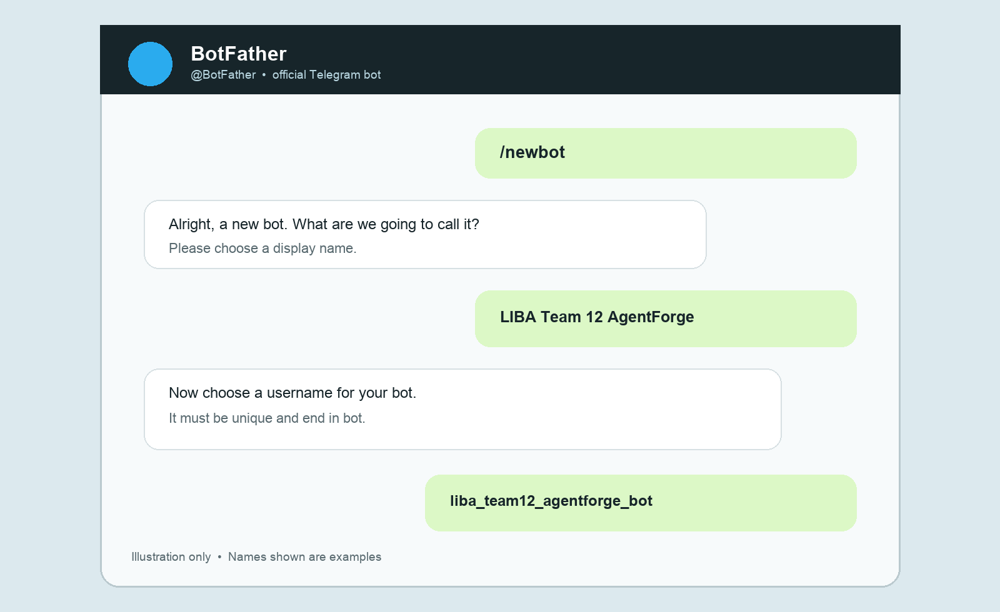 BotFather
@BotFather • official Telegram bot
/newbot
Alright, a new bot. What are we going to call it?
Please choose a display name.
LIBA Team 12 AgentForge
Now choose a username for your bot.
It must be unique and end in bot.
liba_team12_agentforge_bot
Illustration only • Names shown are examples